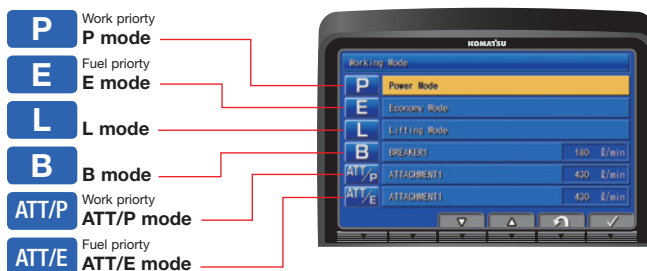 P
Work priorty
P mode
E
Fuel priorty
E mode
L
L mode
B
B mode
ATT/P
Work priorty
ATT/P mode
ATT/E
Fuel priorty
ATT/E mode
KOMATSU
Working Mode
P Power Mode
E Economy Mode
L Lifting Mode
B BREAKER1 180 ℓ/min
ATT/P ATTACHMENT1 430 ℓ/min
ATT/E ATTACHMENT1 430 ℓ/min